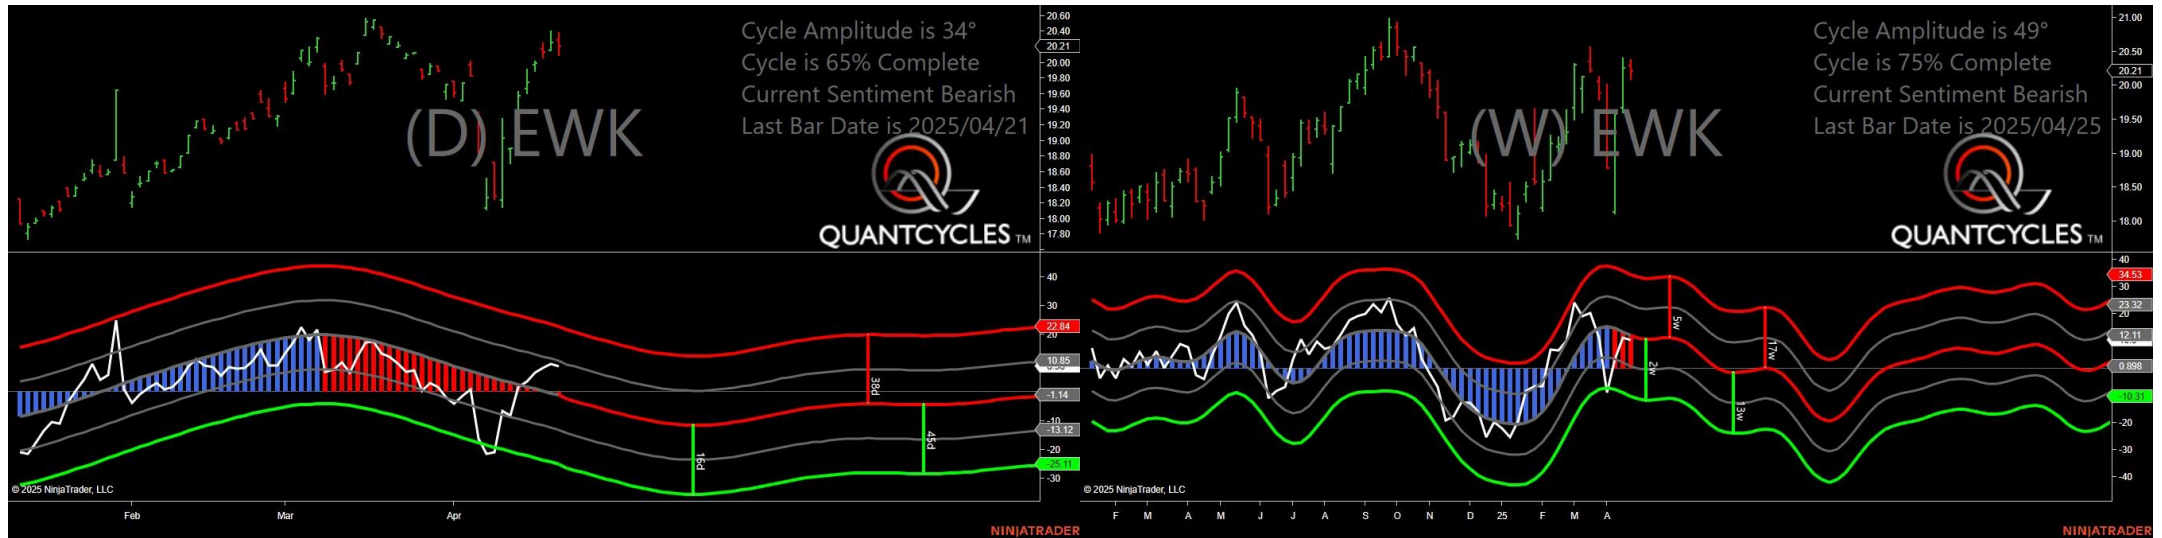 Cycle Amplitude is 34°
Cycle is 65% Complete
Current Sentiment Bearish
Last Bar Date is 2025/04/21
(D) EWK
QUANTCYCLES TM
20.60
20.40
20.21
20.00
19.80
19.60
19.40
19.20
19.00
18.80
18.60
18.40
18.20
18.00
17.80
40
30
22.84
20
10.85
-1.14
-10
-13.12
-20
-25.11
-30
16d
38d
45d
© 2025 NinjaTrader, LLC
Feb Mar Apr
NINJATRADER
Cycle Amplitude is 49°
Cycle is 75% Complete
Current Sentiment Bearish
Last Bar Date is 2025/04/25
(W) EWK
QUANTCYCLES TM
21.00
20.50
20.21
20.00
19.50
19.00
18.50
18.00
40
34.53
30
23.32
20
12.11
0.898
-10.31
-20
-30
-40
5w
2w
17w
13w
© 2025 NinjaTrader, LLC
F M A M J J A S O N D 25 F M A
NINJATRADER